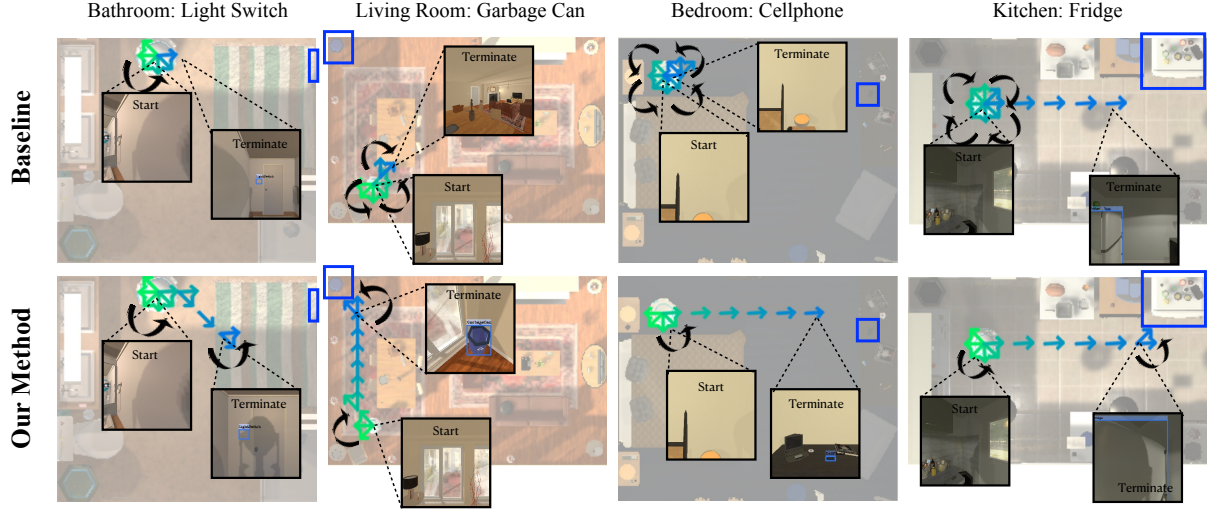 Bathroom: Light Switch
Living Room: Garbage Can
Bedroom: Cellphone
Kitchen: Fridge
Baseline
Start
Terminate
Terminate
Start
Terminate
Start
Start
Terminate
Our Method
Start
Terminate
Terminate
Start
Start
Terminate
Start
Terminate
GarbageCan